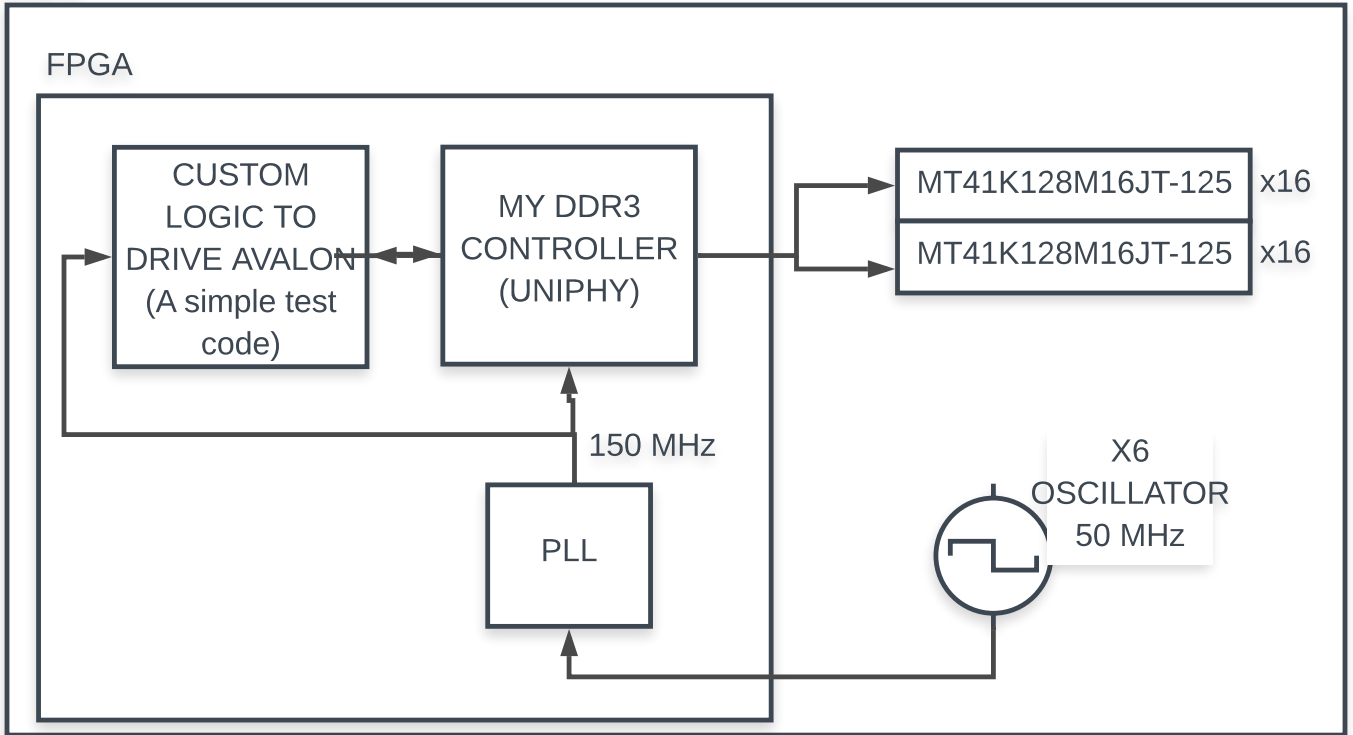 FPGA
CUSTOM
LOGIC TO
DRIVE AVALON
(A simple test
code)
MY DDR3
CONTROLLER
(UNIPHY)
MT41K128M16JT-125 x16
MT41K128M16JT-125 x16
150 MHz
X6
OSCILLATOR
50 MHz
PLL